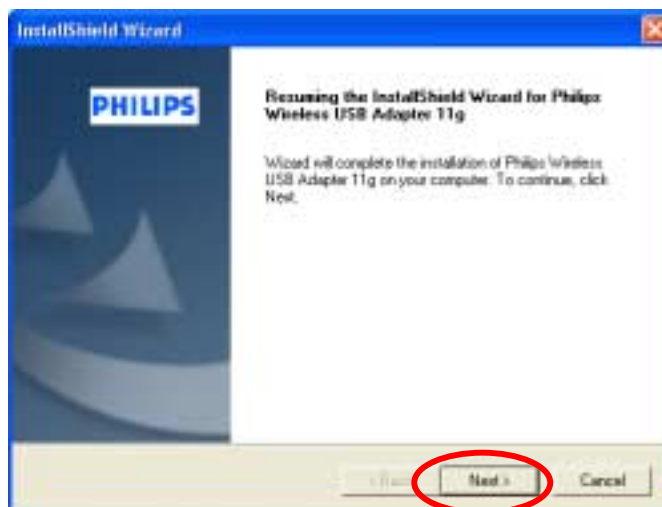 InstallShield Wizard
PHILIPS
Resuming the InstallShield Wizard for Philips
Wireless USB Adapter 11g
Wizard will complete the installation of Philips Wireless
USB Adapter 11g on your computer. To continue, click
Next.
< Back
Next >
Cancel